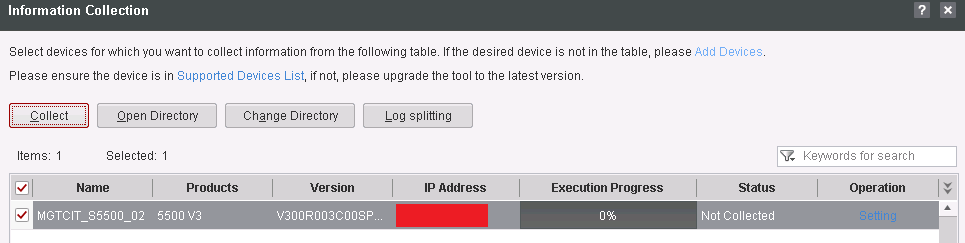 Information Collection
Select devices for which you want to collect information from the following table. If the desired device is not in the table, please Add Devices.
Please ensure the device is in Supported Devices List, if not, please upgrade the tool to the latest version.
Collect Open Directory Change Directory Log splitting
Items: 1 Selected: 1 Keywords for search
Name Products Version IP Address Execution Progress Status Operation
MGTCIT_S5500_02 5500 V3 V300R003C00SP... 0% Not Collected Setting